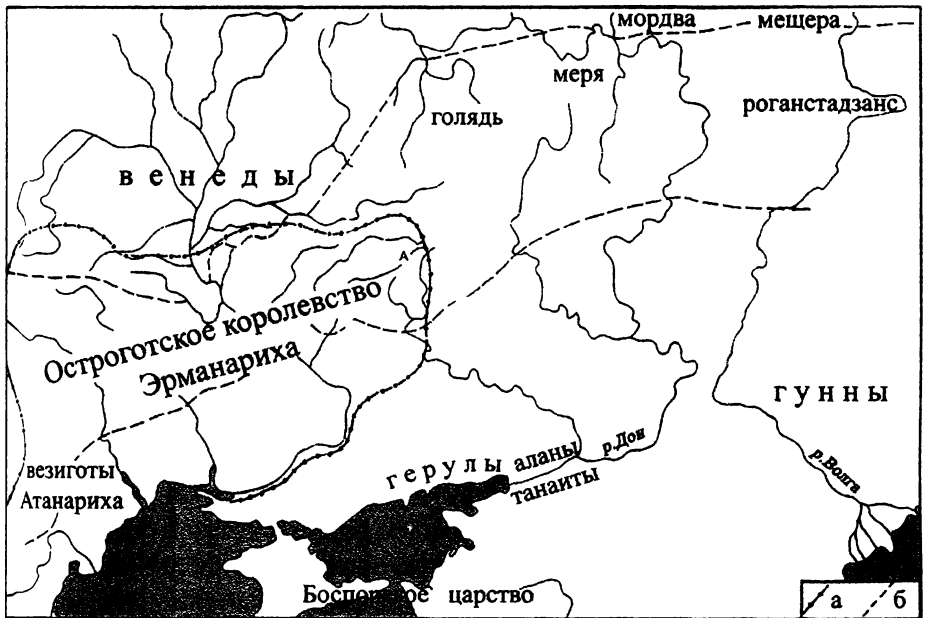 мордва мещера
меря
роганстадзанс
голядь
венеды
А
Остроготское королевство
Эрманариха
гунны
везиготы
Атанариха
герулы аланы
танаиты
р.Дон
р.Волга
Боспорское царство
а б